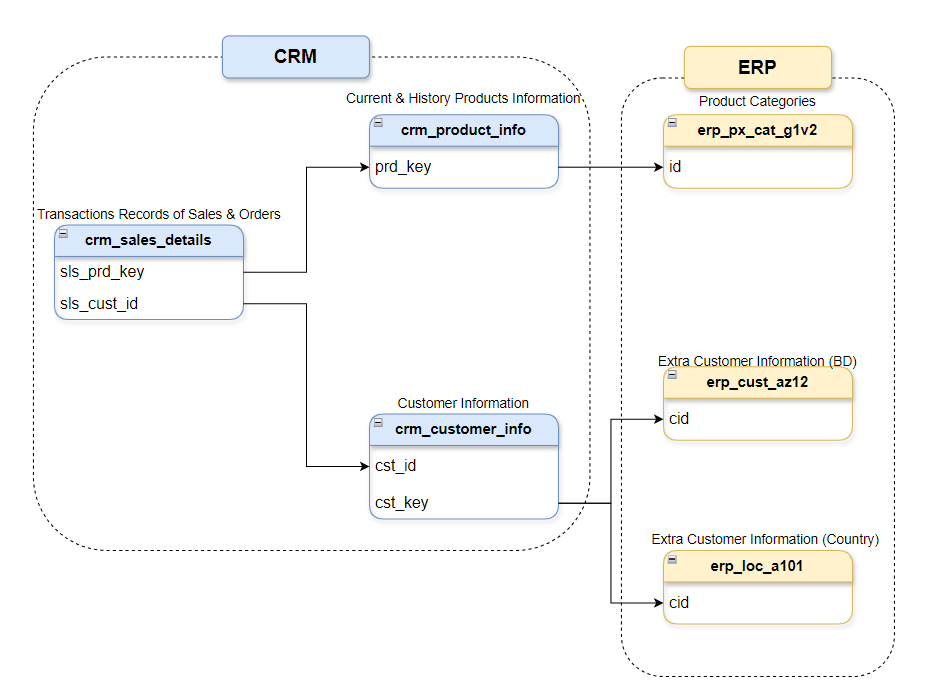 CRM
ERP
Current & History Products Information
Product Categories
crm_product_info
erp_px_cat_g1v2
prd_key
id
Transactions Records of Sales & Orders
crm_sales_details
sls_prd_key
sls_cust_id
Extra Customer Information (BD)
erp_cust_az12
Customer Information
cid
crm_customer_info
cst_id
cst_key
Extra Customer Information (Country)
erp_loc_a101
cid